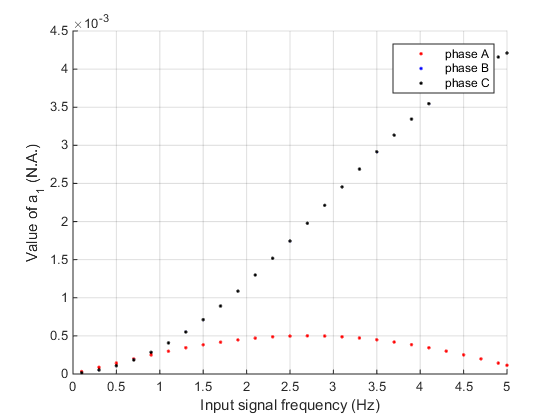 ×10⁻³
4.5
4
3.5
3
2.5
2
1.5
1
0.5
0
Value of a₁ (N.A.)
phase A
phase B
phase C
0 0.5 1 1.5 2 2.5 3 3.5 4 4.5 5
Input signal frequency (Hz)